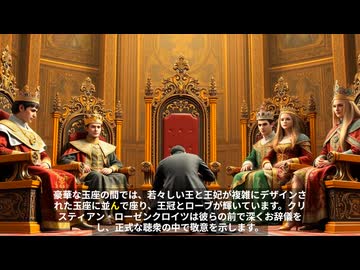 豪華な玉座の間では、若々しい王と王妃が複雑にデザインさ
れた玉座に並んで座り、王冠とローブが輝いています。クリ
スティアン・ローゼンクロイツは彼らの前で深くお辞儀を
し、正式な聴衆の中で敬意を示します。